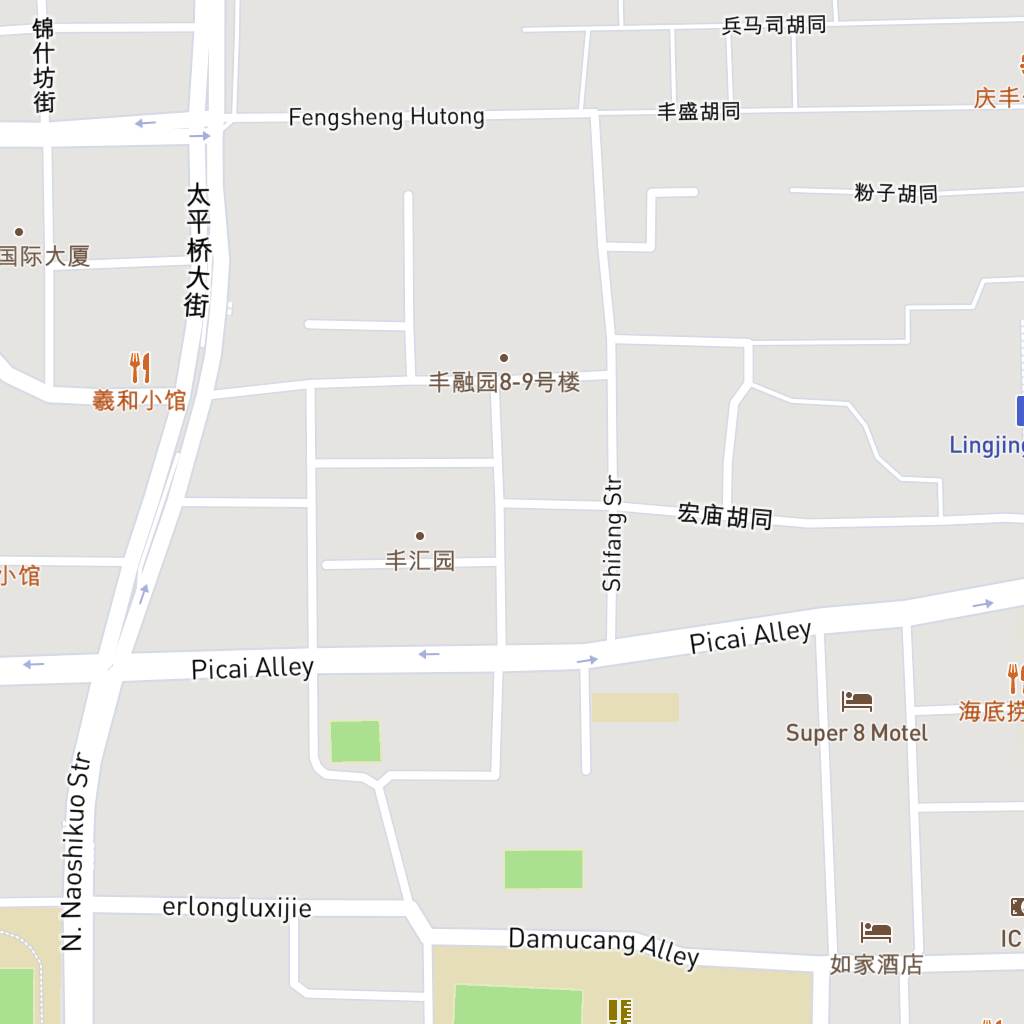 锦什坊街
兵马司胡同
庆丰
Fengsheng Hutong
丰盛胡同
太平桥大街
粉子胡同
国际大厦
羲和小馆
丰融园8-9号楼
Lingjing
Shifang Str
宏庙胡同
丰汇园
小馆
Picai Alley
Picai Alley
海底捞
Super 8 Motel
N. Naoshikuo Str
erlongluxijie
Damucang Alley
如家酒店
IC